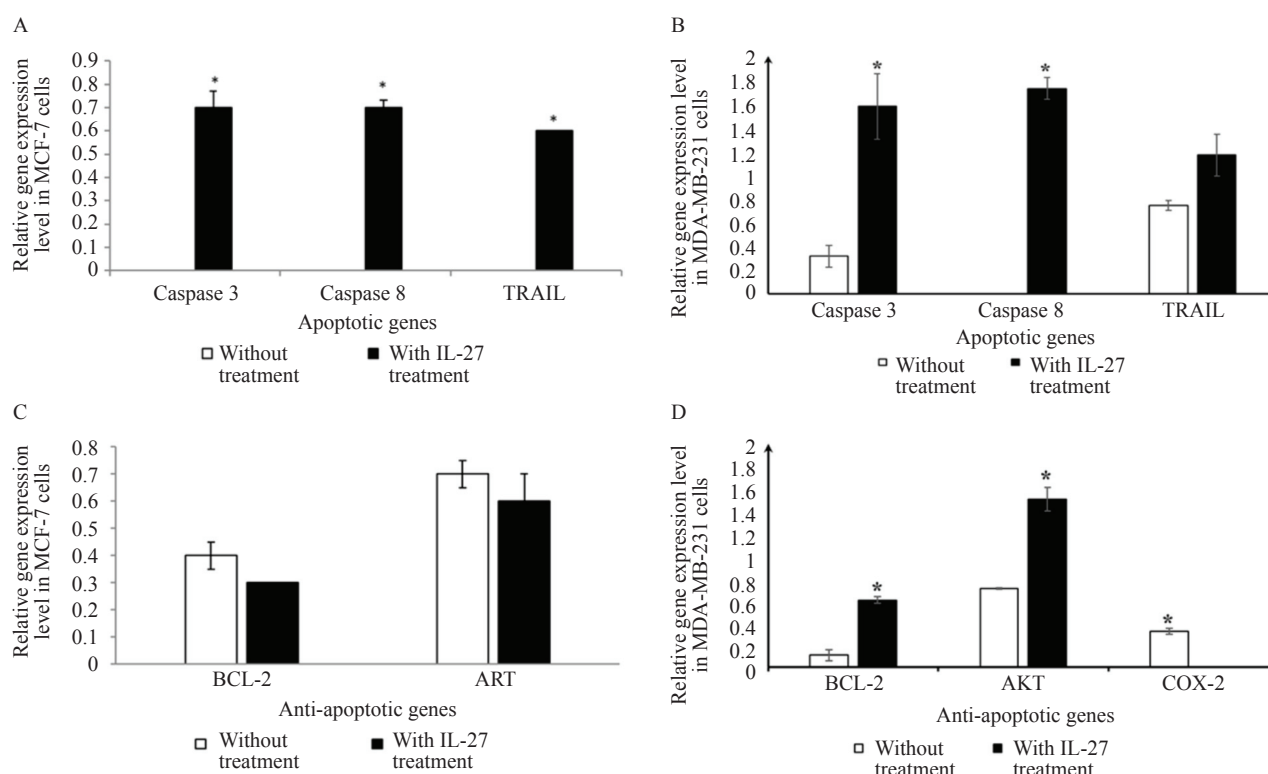 A
Relative gene expression
level in MCF-7 cells
0.9
0.8
0.7
0.6
0.5
0.4
0.3
0.2
0.1
0
*
*
*
Caspase 3 Caspase 8 TRAIL
Apoptotic genes
Without treatment
With IL-27 treatment
B
Relative gene expression level
in MDA-MB-231 cells
2
1.8
1.6
1.4
1.2
1
0.8
0.6
0.4
0.2
0
*
*
Caspase 3 Caspase 8 TRAIL
Apoptotic genes
Without treatment
With IL-27 treatment
C
Relative gene expression
level in MCF-7 cells
0.8
0.7
0.6
0.5
0.4
0.3
0.2
0.1
0
BCL-2 ART
Anti-apoptotic genes
Without treatment
With IL-27 treatment
D
Relative gene expression level
in MDA-MB-231 cells
2
1.8
1.6
1.4
1.2
1
0.8
0.6
0.4
0.2
0
*
*
*
BCL-2 AKT COX-2
Anti-apoptotic genes
Without treatment
With IL-27 treatment